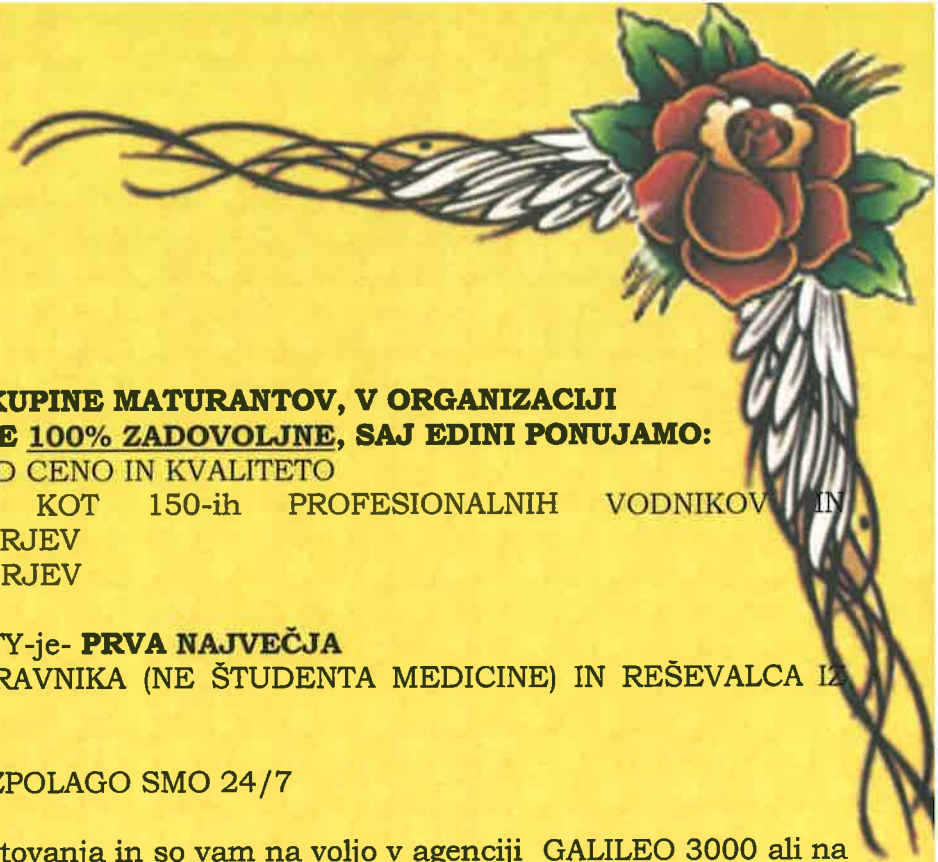 KUPINE MATURANTOV, V ORGANIZACIJI
E 100% ZADOVOLJNE, SAJ EDINI PONUJAMO:
D CENO IN KVALITETO
KOT 150-ih PROFESIONALNIH VODNIKOV IN
RJEV
RJEV
TY-je- PRVA NAJVEČJA
RAVNIKA (NE ŠTUDENTA MEDICINE) IN REŠEVALCA IZ
ZPOLAGO SMO 24/7
tovanja in so vam na voljo v agenciji GALILEO 3000 ali na